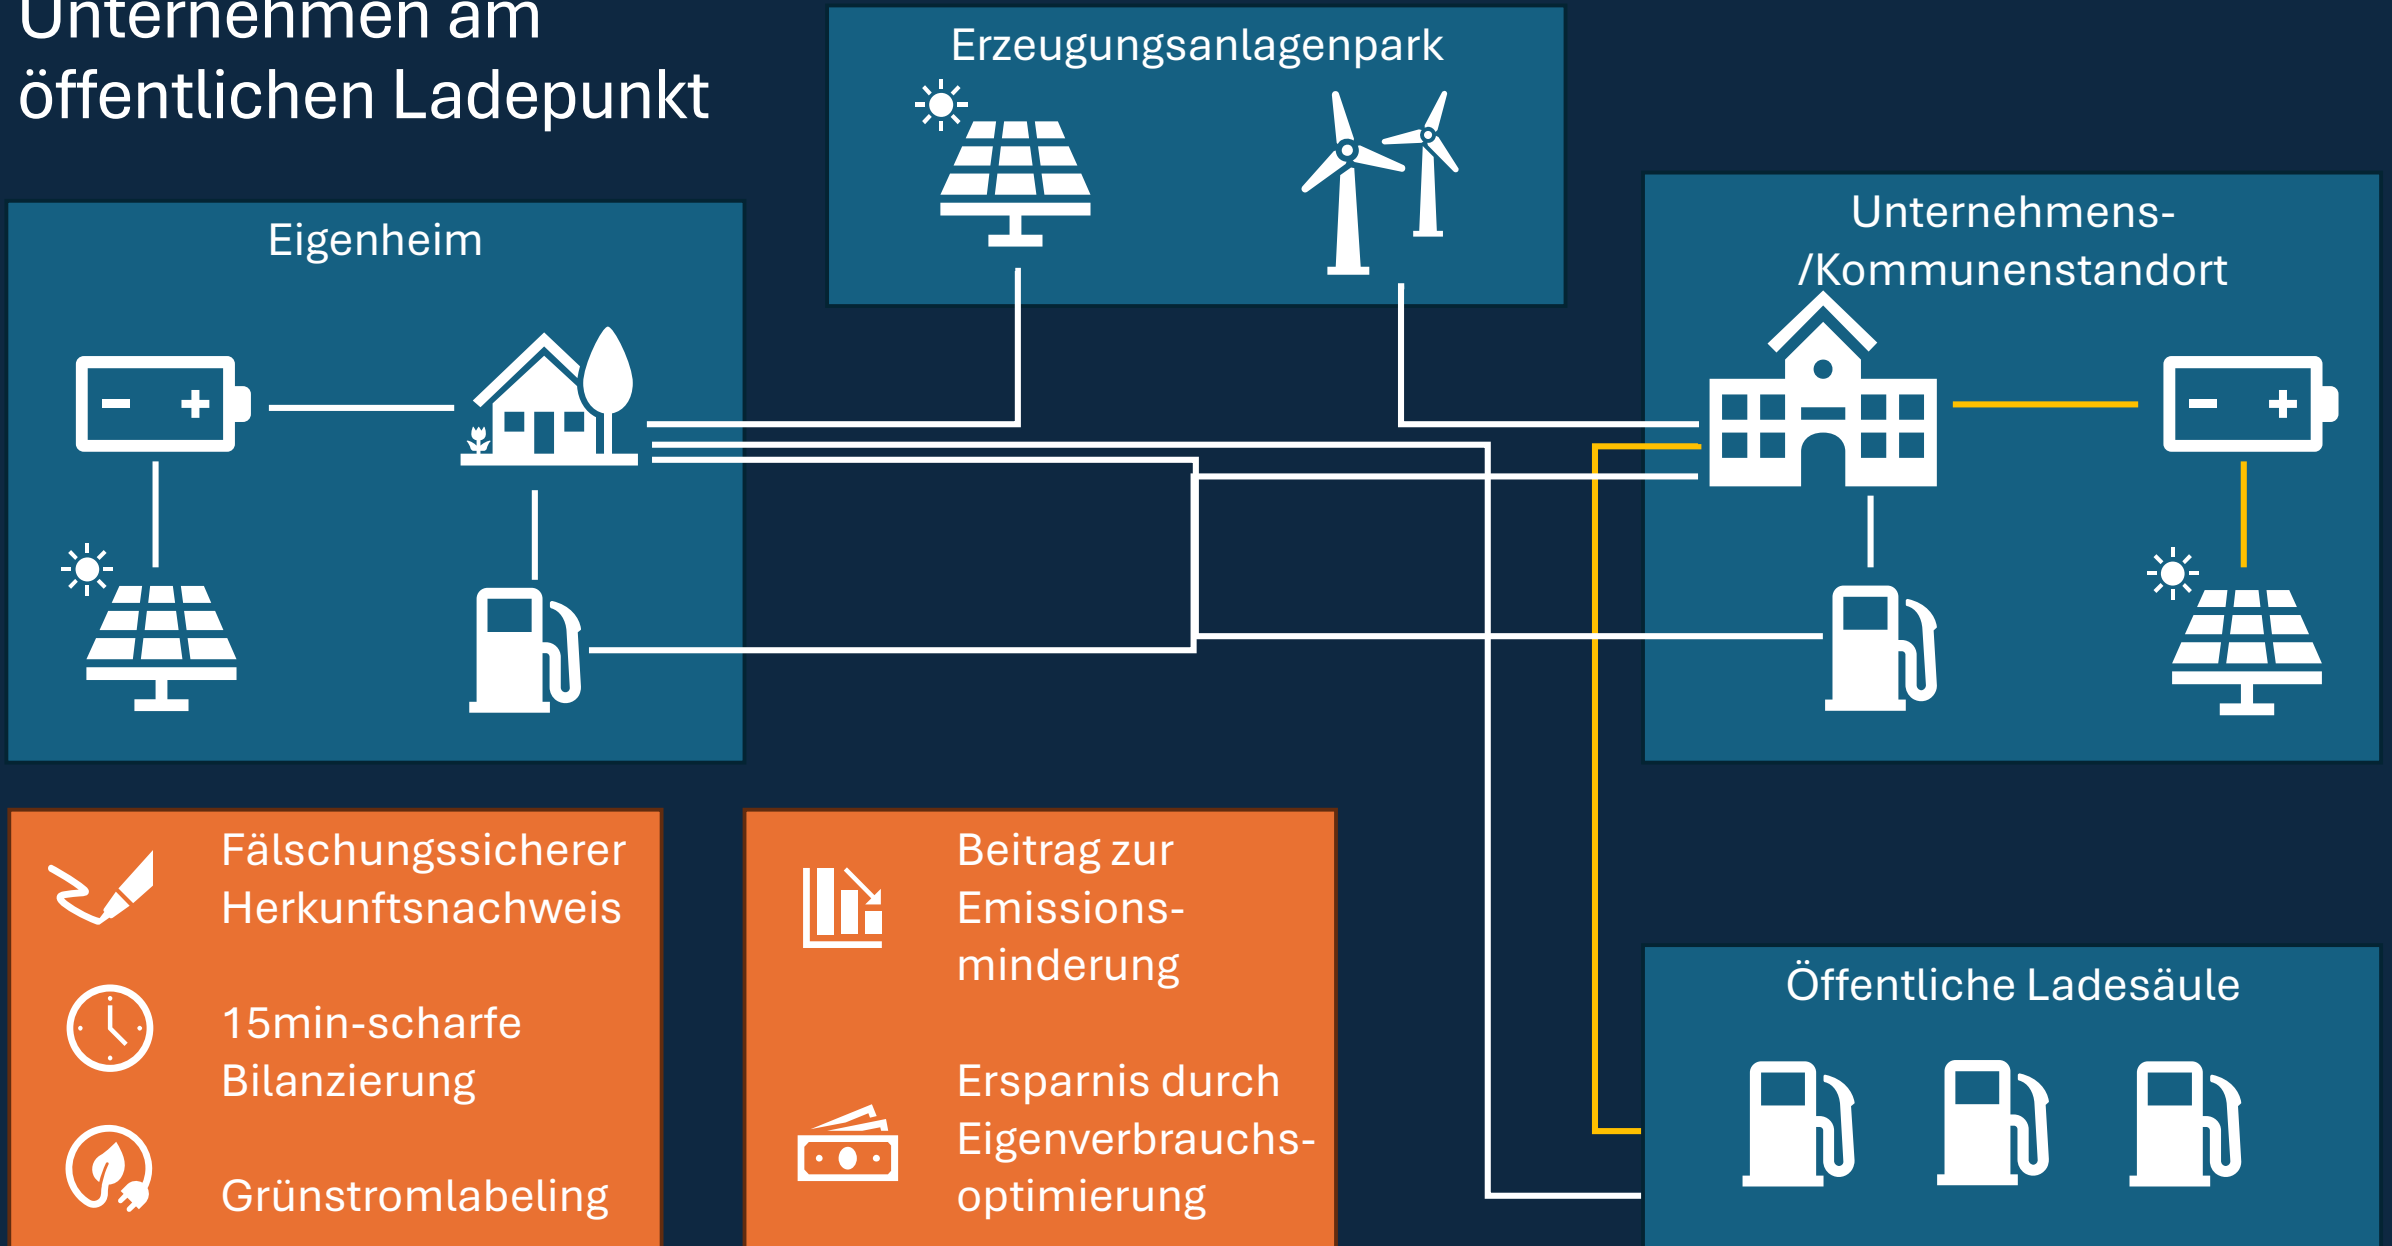 Unternehmen am
öffentlichen Ladepunkt
Erzeugungsanlagenpark
Eigenheim
Unternehmens-
/Kommunenstandort
Fälschungssicherer
Herkunftsnachweis
15min-scharfe
Bilanzierung
Grünstromlabeling
Beitrag zur
Emissions-
minderung
Ersparnis durch
Eigenverbrauchs-
optimierung
Öffentliche Ladesäule